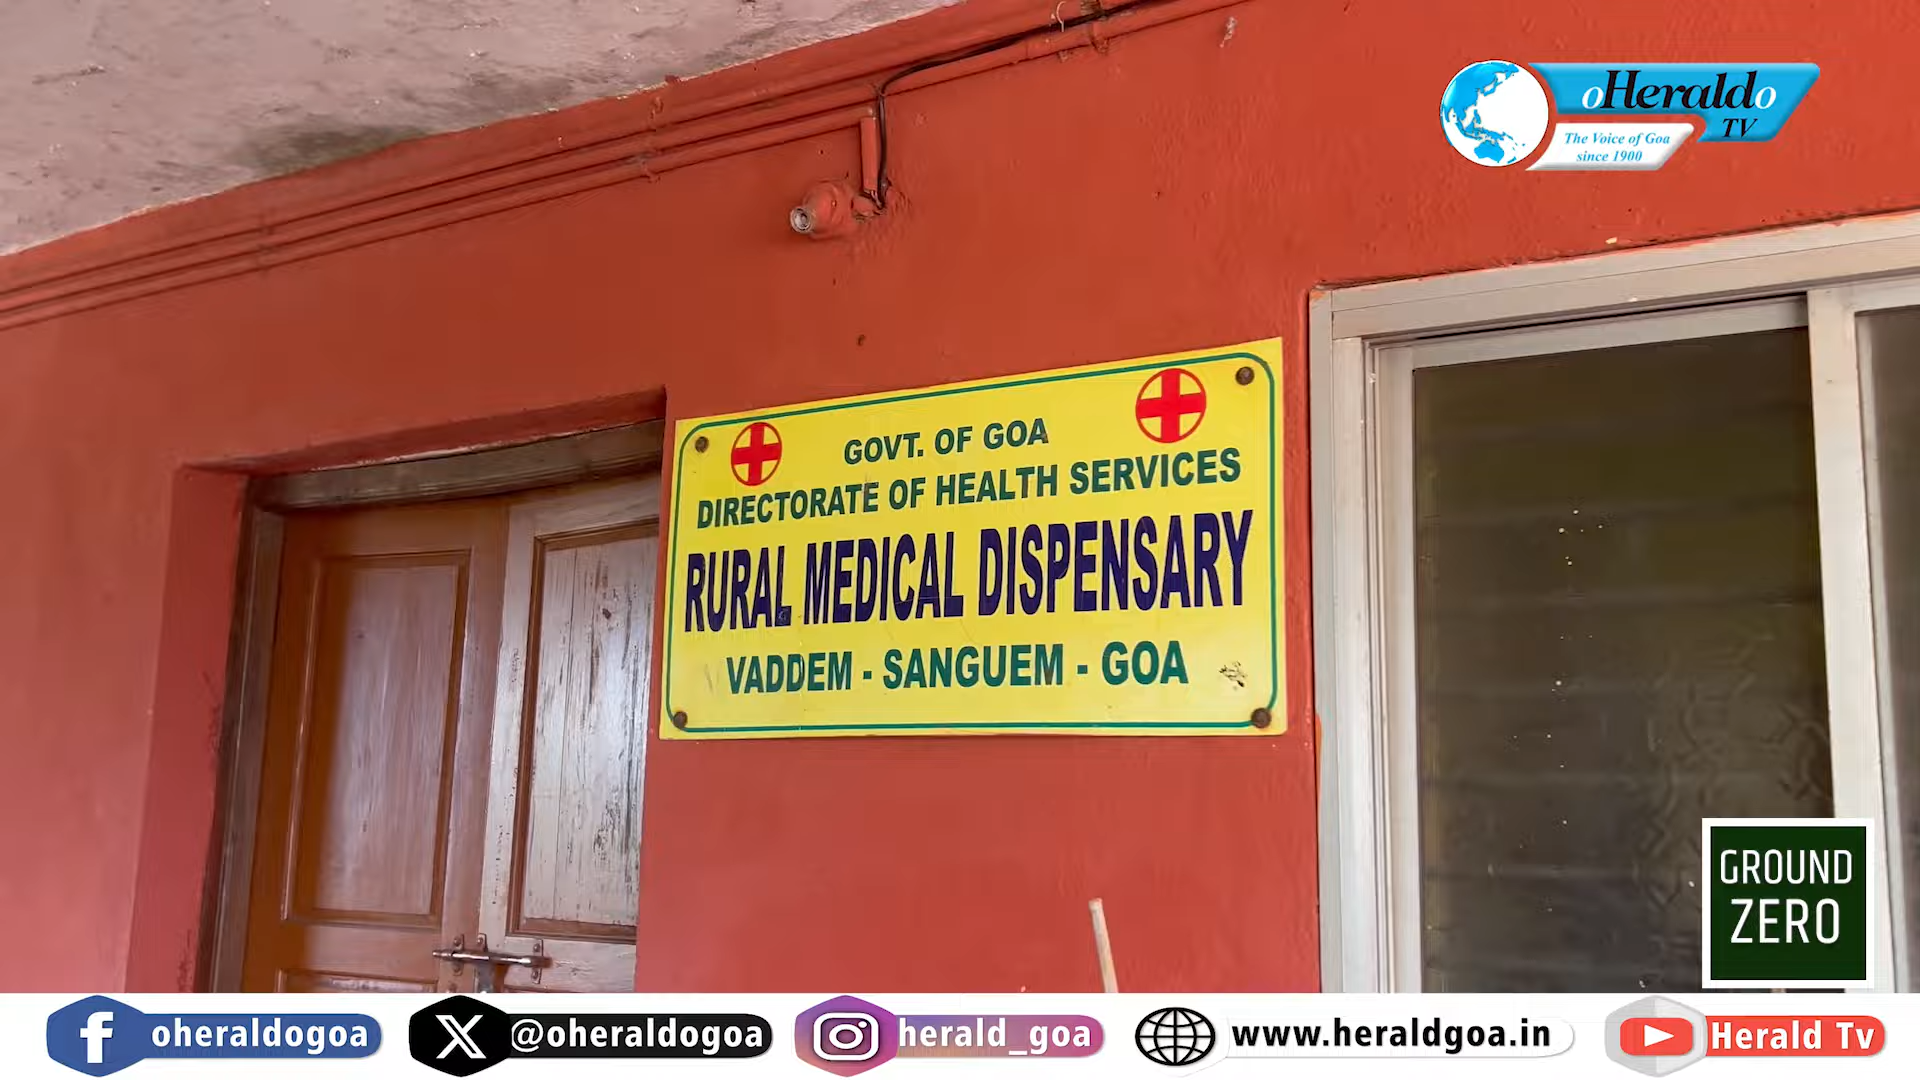 oHeraldo
TV
The Voice of Goa
since 1900
GOVT. OF GOA
DIRECTORATE OF HEALTH SERVICES
RURAL MEDICAL DISPENSARY
VADDEM - SANGUEM - GOA
GROUND
ZERO
oheraldogoa
@oheraldogoa
herald_goa
www.heraldgoa.in
Herald Tv